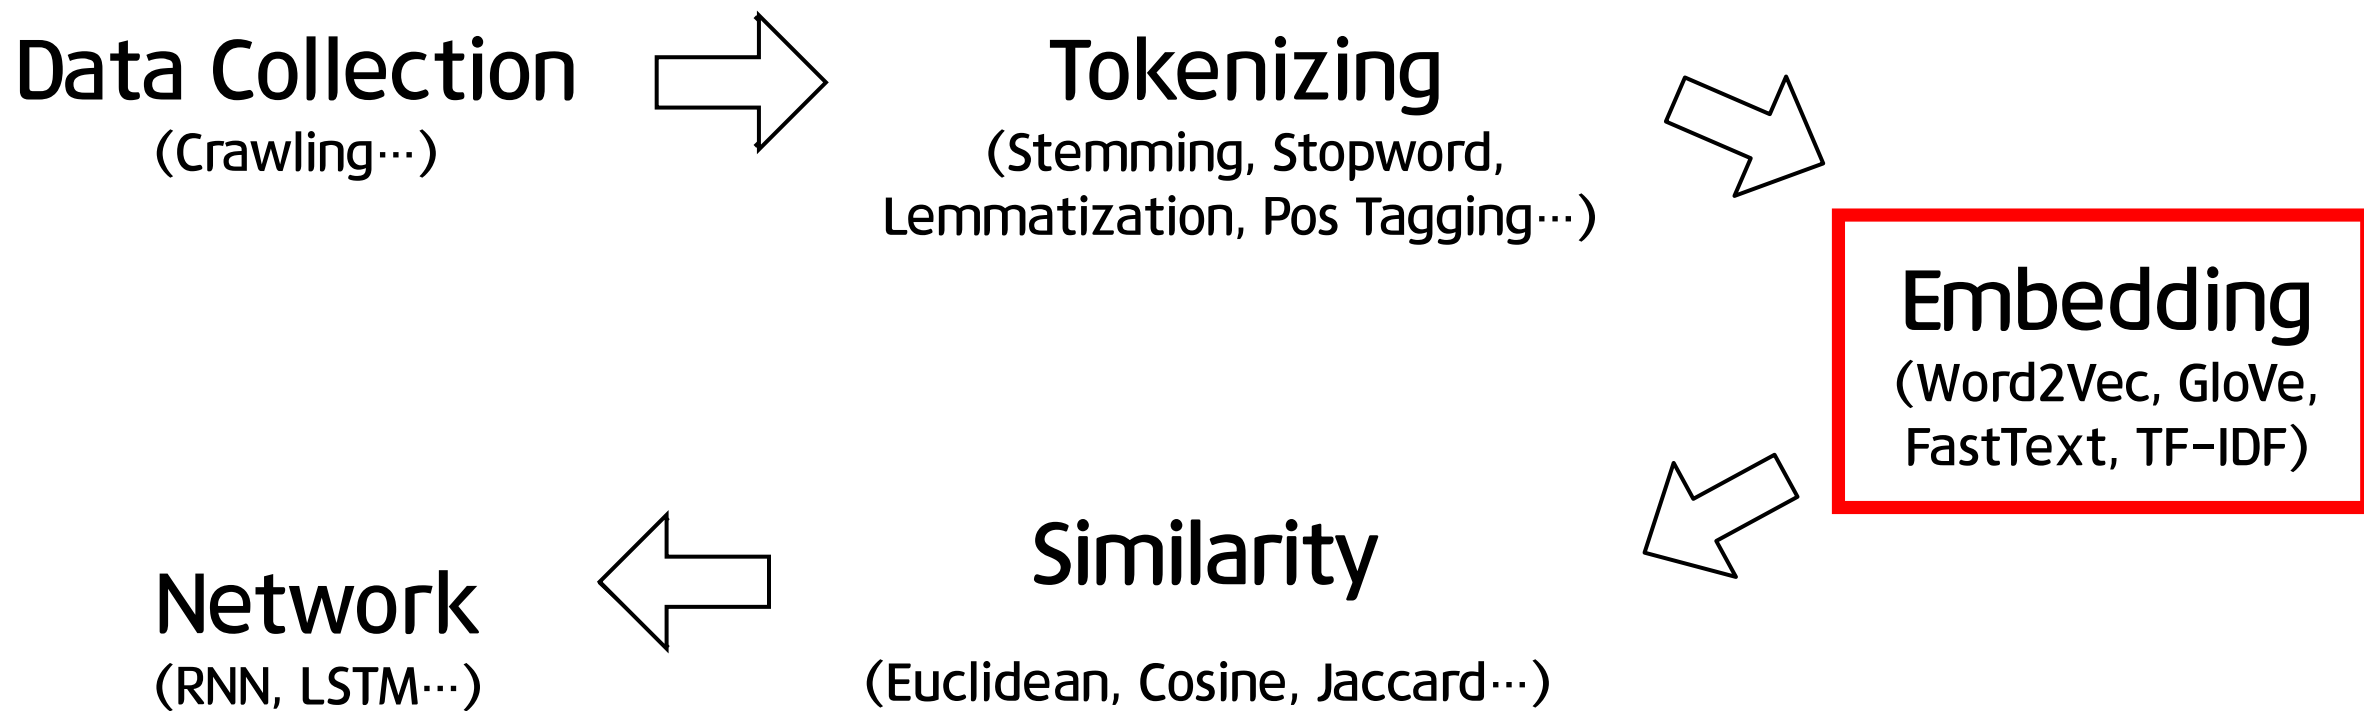 Data Collection
(Crawling…)
Tokenizing
(Stemming, Stopword,
Lemmatization, Pos Tagging…)
Embedding
(Word2Vec, GloVe,
FastText, TF-IDF)
Similarity
(Euclidean, Cosine, Jaccard…)
Network
(RNN, LSTM…)